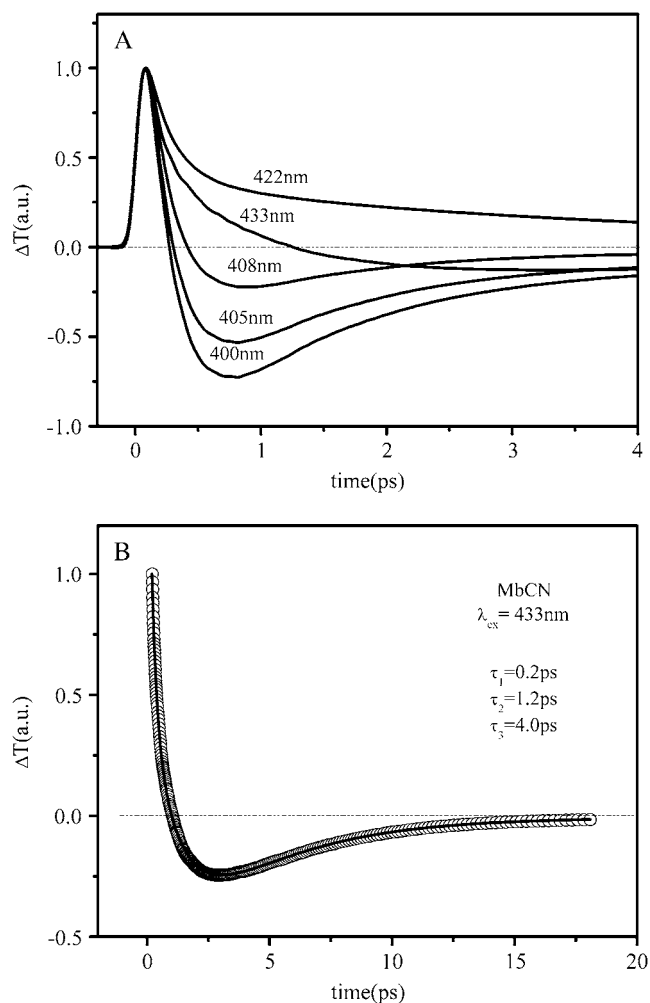 A
ΔT(a.u.)
1.0
0.5
0.0
-0.5
-1.0
422nm
433nm
408nm
405nm
400nm
0
1
2
3
4
time(ps)
B
ΔT(a.u.)
1.0
0.5
0.0
-0.5
MbCN
λex= 433nm
τ1=0.2ps
τ2=1.2ps
τ3=4.0ps
0
5
10
15
20
time(ps)